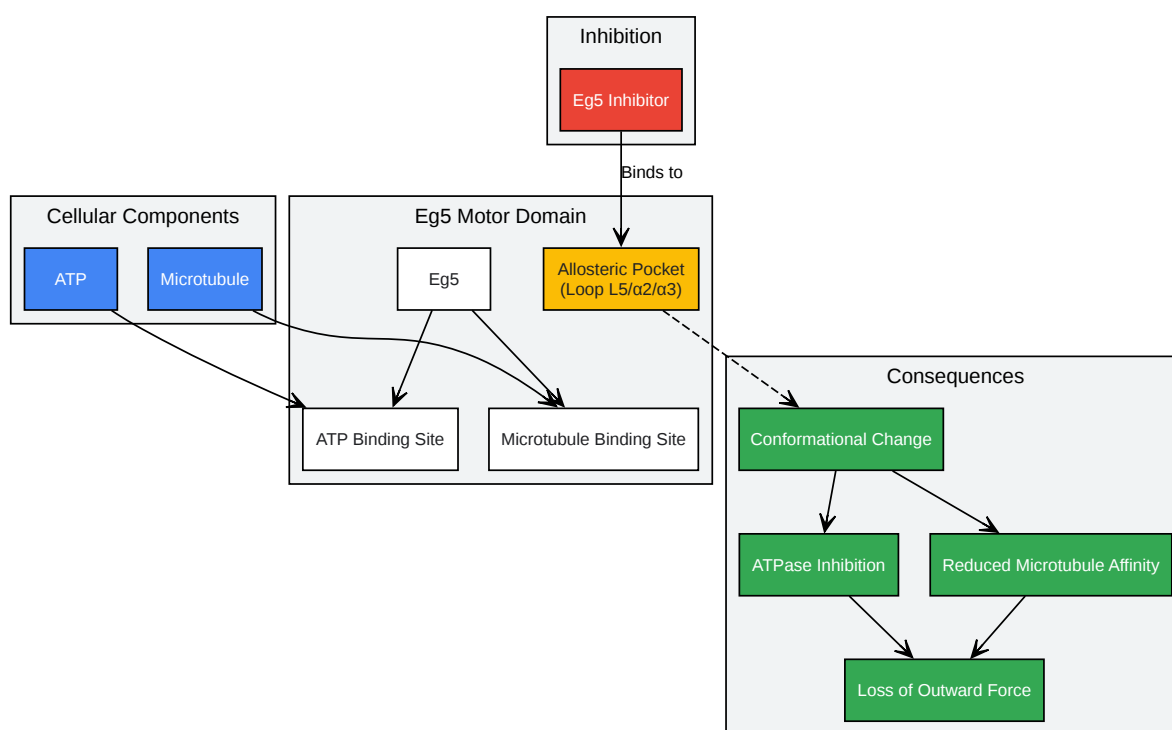 Inhibition
Eg5 Inhibitor
Binds to
Cellular Components
ATP
Microtubule
Eg5 Motor Domain
Eg5
Allosteric Pocket
(Loop L5/α2/α3)
ATP Binding Site
Microtubule Binding Site
Consequences
Conformational Change
ATPase Inhibition
Reduced Microtubule Affinity
Loss of Outward Force